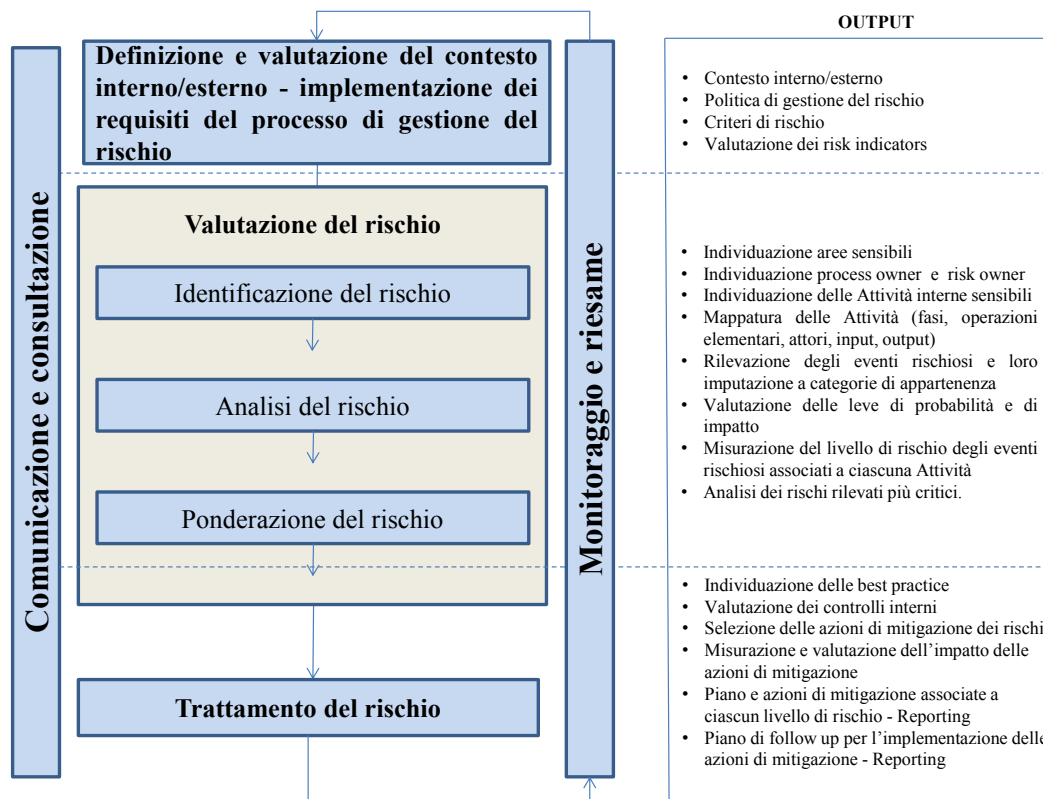 OUTPUT
Comunicazione e consultazione
Definizione e valutazione del contesto
interno/esterno - implementazione dei
requisiti del processo di gestione del
rischio
Valutazione del rischio
Identificazione del rischio
Analisi del rischio
Ponderazione del rischio
Trattamento del rischio
Monitoraggio e riesame
• Contesto interno/esterno
• Politica di gestione del rischio
• Criteri di rischio
• Valutazione dei risk indicators
• Individuazione aree sensibili
• Individuazione process owner e risk owner
• Individuazione delle Attività interne sensibili
• Mappatura delle Attività (fasi, operazioni
elementari, attori, input, output)
• Rilevazione degli eventi rischiosi e loro
imputazione a categorie di appartenenza
• Valutazione delle leve di probabilità e di
impatto
• Misurazione del livello di rischio degli eventi
rischiosi associati a ciascuna Attività
• Analisi dei rischi rilevati più critici.
• Individuazione delle best practice
• Valutazione dei controlli interni
• Selezione delle azioni di mitigazione dei rischi
• Misurazione e valutazione dell’impatto delle
azioni di mitigazione
• Piano e azioni di mitigazione associate a
ciascun livello di rischio - Reporting
• Piano di follow up per l’implementazione delle
azioni di mitigazione - Reporting